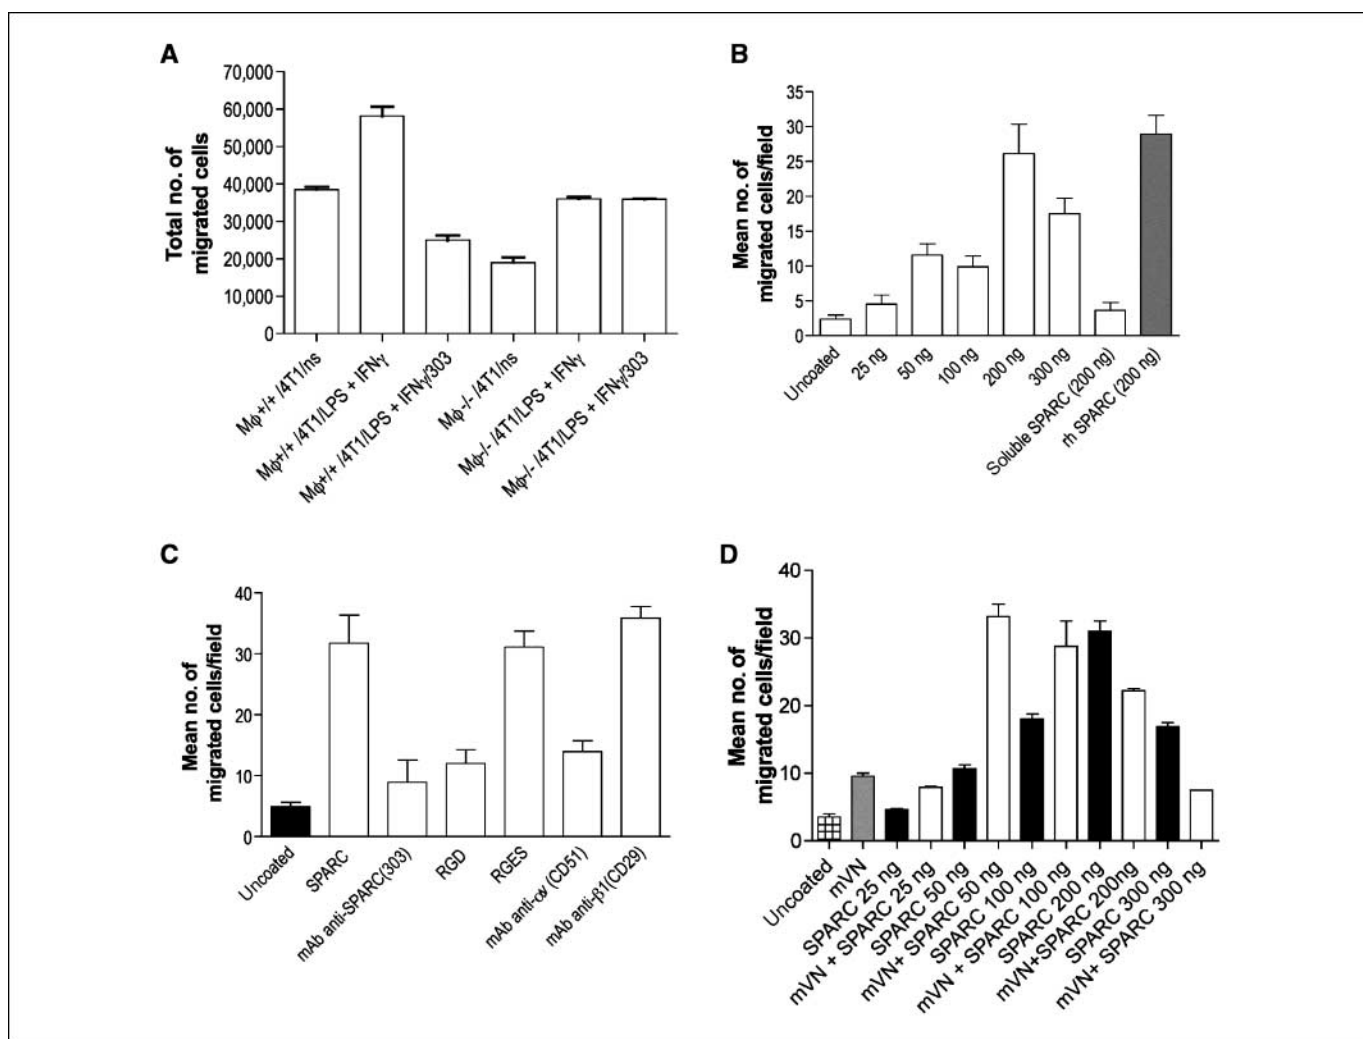 A
Total no. of
migrated cells
70,000
60,000
50,000
40,000
30,000
20,000
10,000
0
Mϕ+/+ /4T1/ns
Mϕ+/+ /4T1/LPS + IFNγ
Mϕ+/+ /4T1/LPS + IFNγ/303
Mϕ-/- /4T1/ns
Mϕ-/- /4T1/LPS + IFNγ
Mϕ-/- /4T1/LPS + IFNγ/303
B
Mean no. of
migrated cells/field
35
30
25
20
15
10
5
0
Uncoated
25 ng
50 ng
100 ng
200 ng
300 ng
Soluble SPARC (200 ng)
rh SPARC (200 ng)
C
Mean no. of
migrated cells/field
40
30
20
10
0
Uncoated
SPARC
mAb anti-SPARC(303)
RGD
RGES
mAb anti-αv (CD51)
mAb anti-β1(CD29)
D
Mean no. of
migrated cells/field
40
30
20
10
0
Uncoated
mVN
SPARC 25 ng
mVN + SPARC 25 ng
SPARC 50 ng
mVN+ SPARC 50 ng
SPARC 100 ng
mVN + SPARC 100 ng
SPARC 200 ng
mVN+SPARC 200ng
SPARC 300 ng
mVN+ SPARC 300 ng